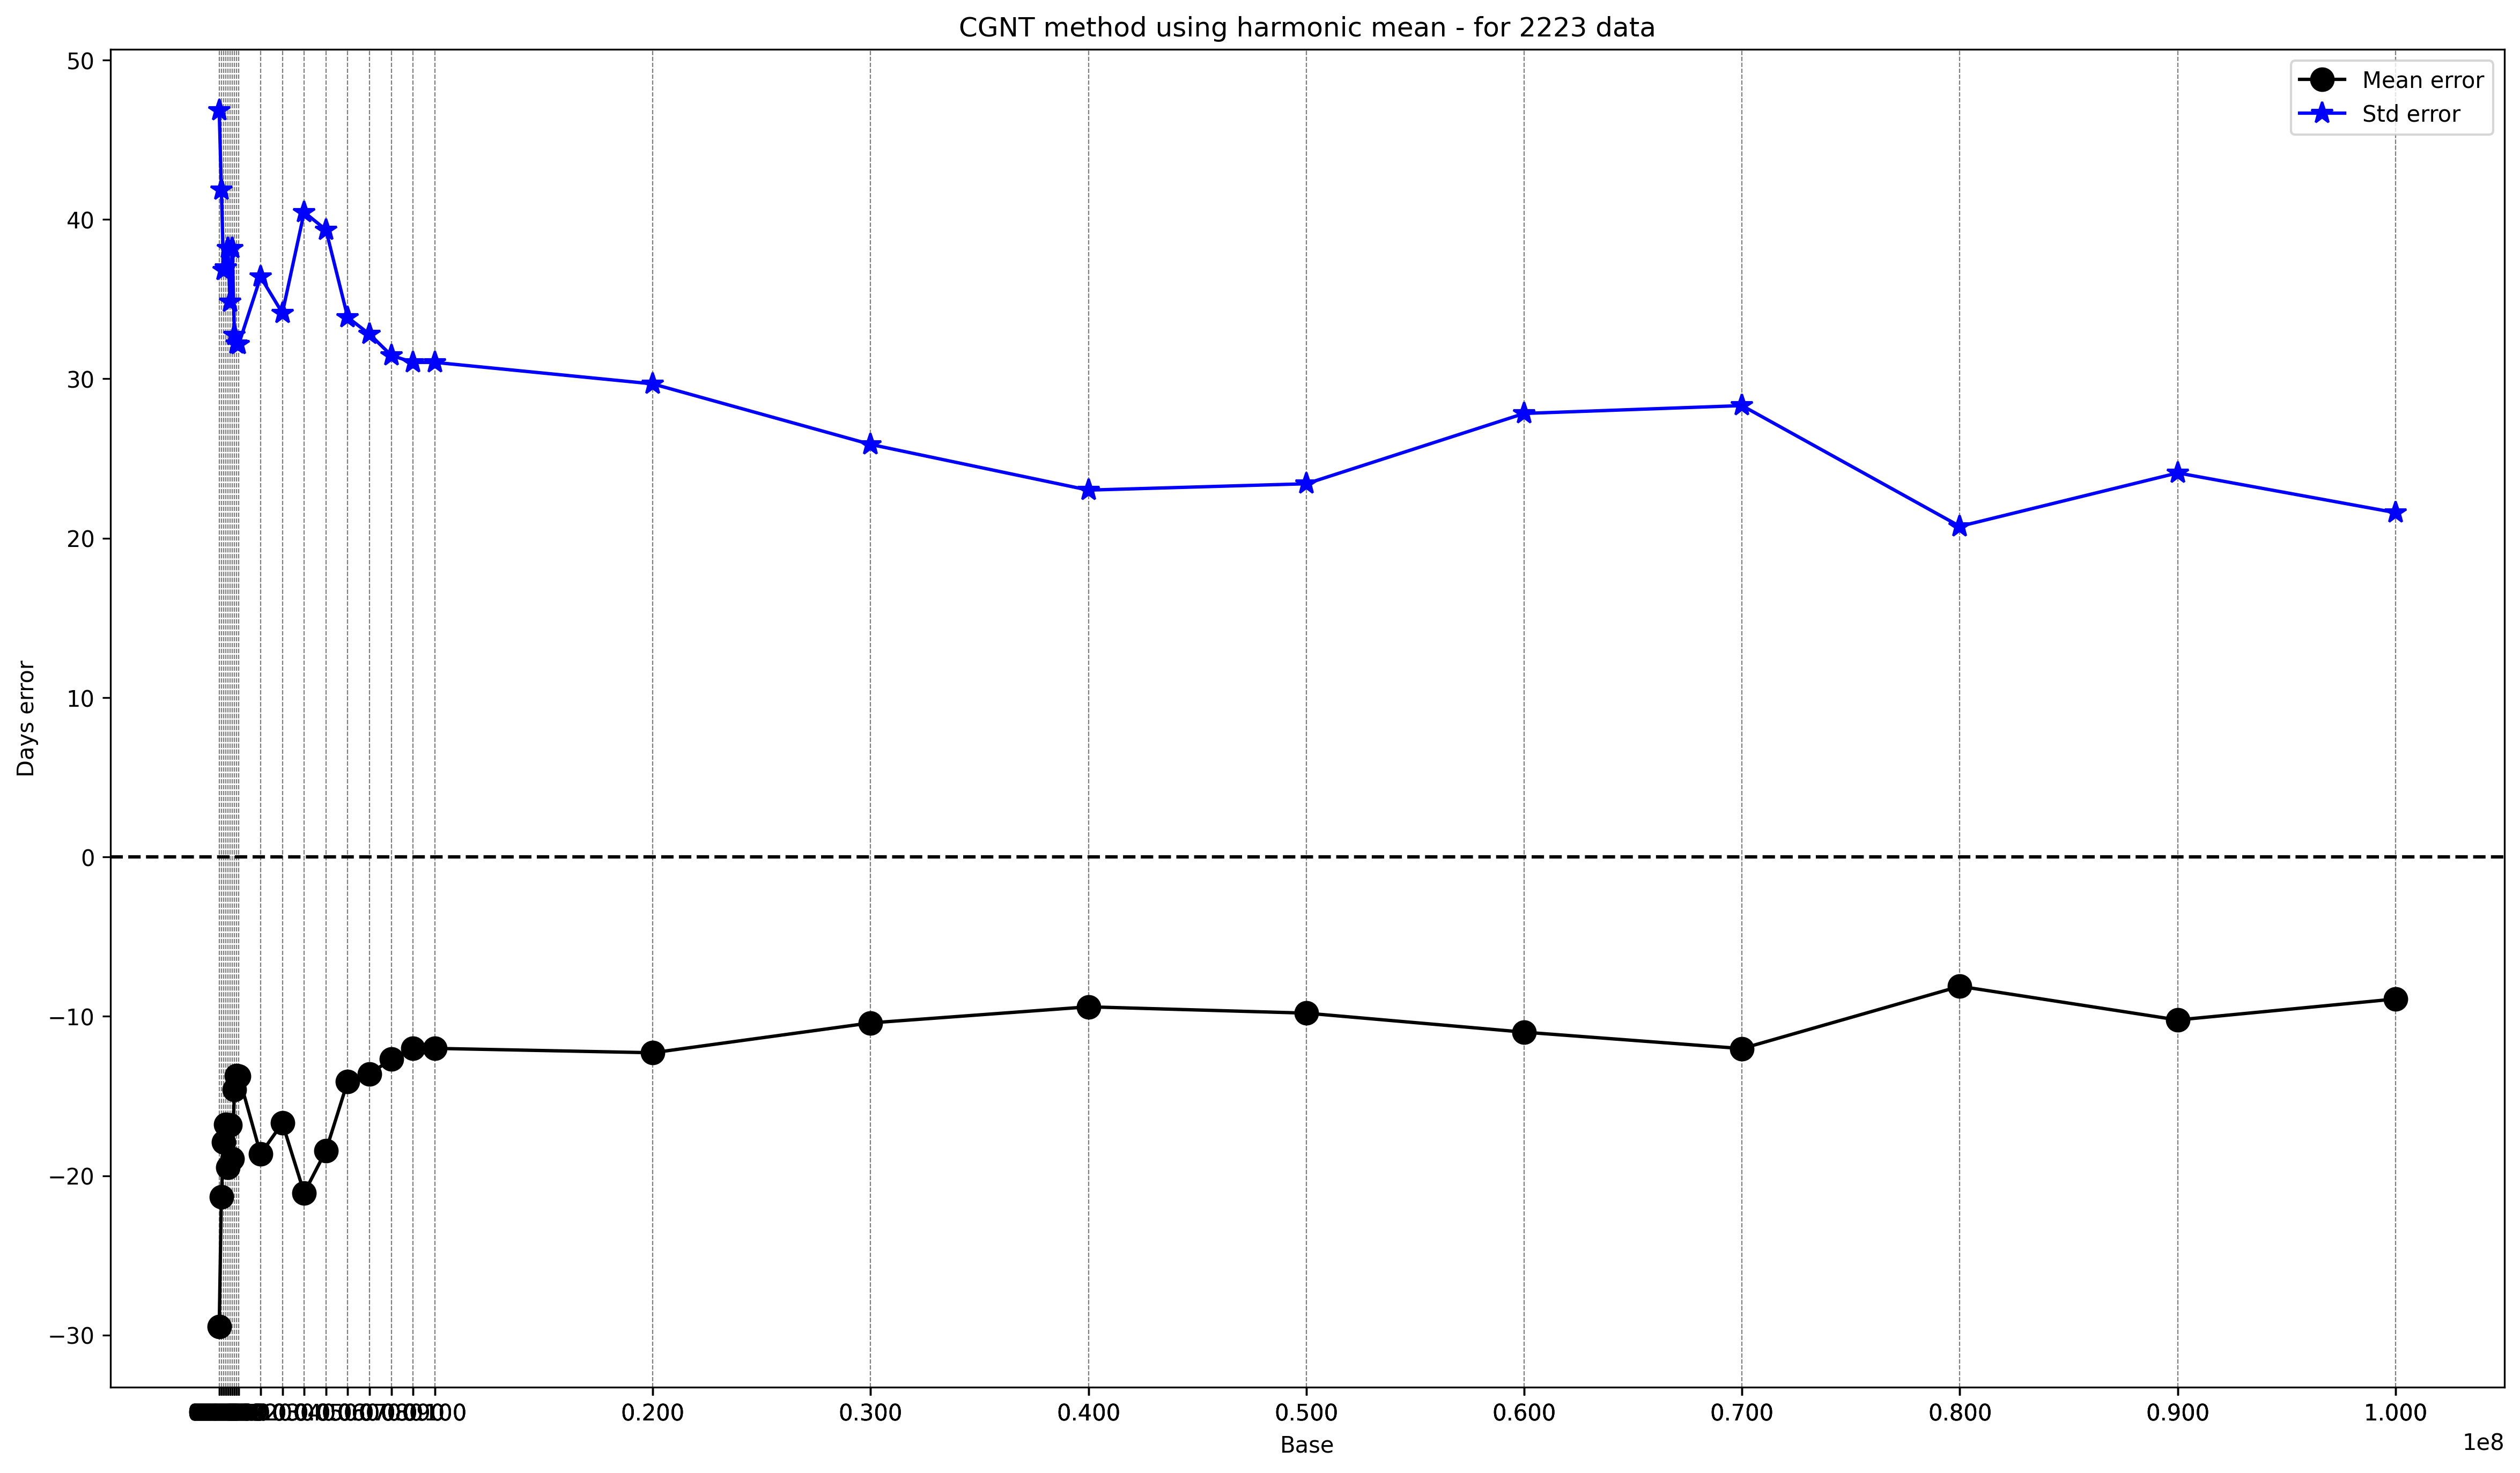 CGNT method using harmonic mean - for 2223 data
Mean error
Std error
50
40
30
20
10
0
−10
−20
−30
Days error
0.200 0.300 0.400 0.500 0.600 0.700 0.800 0.900 1.000
Base
1e8